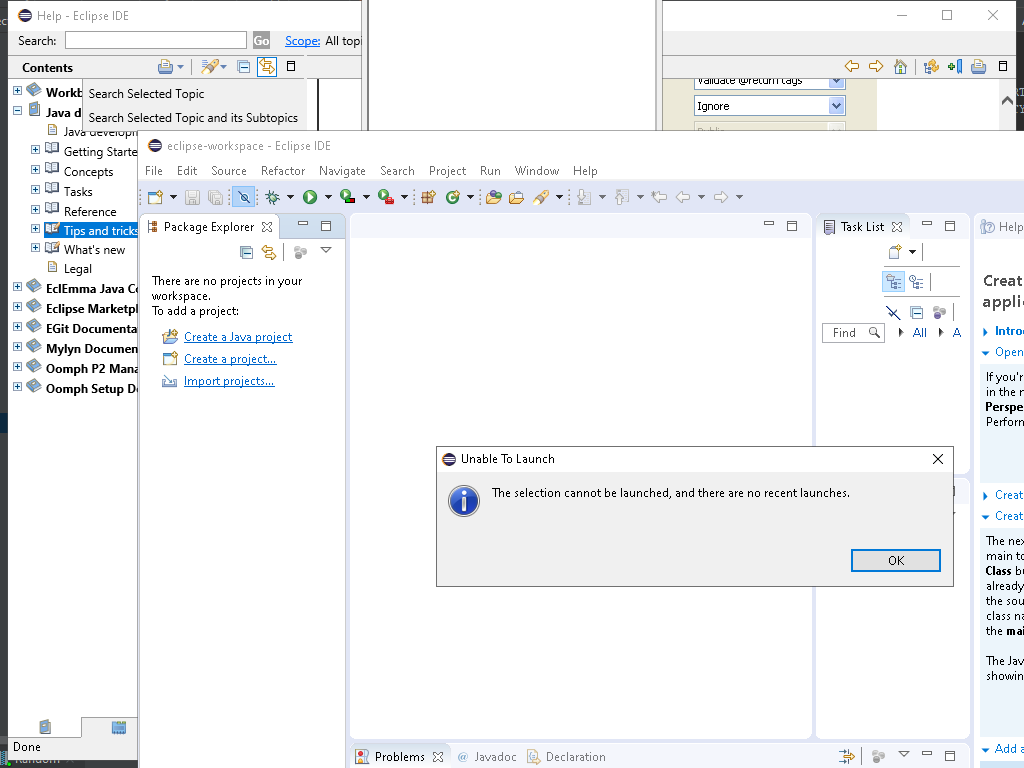 Help - Eclipse IDE
Search:
Go
Scope: All topi
Contents
Search Selected Topic
Search Selected Topic and its Subtopics
Validate @return tags
Ignore
Workb
Java d
Java developm
Getting Starte
Concepts
Tasks
Reference
Tips and tricks
What's new
Legal
EclEmma Java Co
Eclipse Marketpl
EGit Documenta
Mylyn Documen
Oomph P2 Mana
Oomph Setup Do
Done
eclipse-workspace - Eclipse IDE
File Edit Source Refactor Navigate Search Project Run Window Help
Package Explorer
There are no projects in your
workspace.
To add a project:
Create a Java project
Create a project...
Import projects...
Task List
Find
All
A
Help
Creat
applic
Intro
Open
If you'r
in the r
Perspe
Perforn
Creat
Creat
The nex
main to
Class bu
already
the sou
class na
the mai
The Jav
showin
Add a
Unable To Launch
The selection cannot be launched, and there are no recent launches.
OK
Problems
Javadoc
Declaration